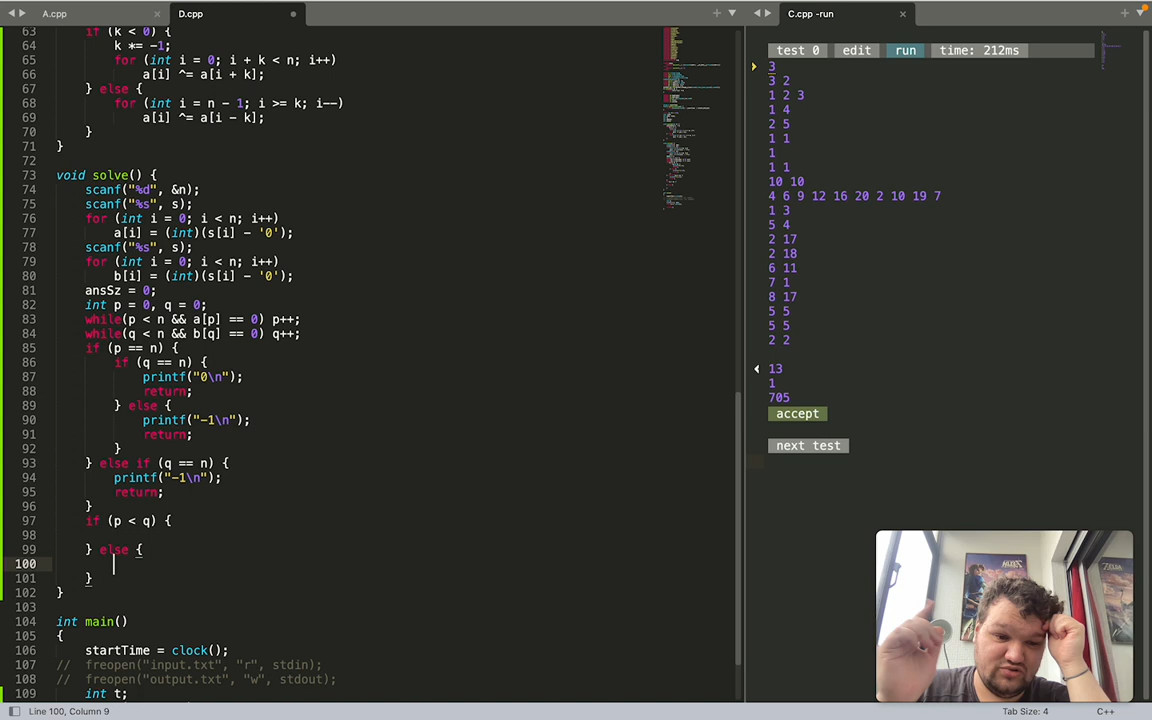 A.cpp × D.cpp
C.cpp -run ×
63 if (k < 0) {
64 k *= -1;
65 for (int i = 0; i + k < n; i++)
66 a[i] ^= a[i + k];
67 } else {
68 for (int i = n - 1; i >= k; i--)
69 a[i] ^= a[i - k];
70 }
71 }
72
73 void solve() {
74 scanf("%d", &n);
75 scanf("%s", s);
76 for (int i = 0; i < n; i++)
77 a[i] = (int)(s[i] - '0');
78 scanf("%s", s);
79 for (int i = 0; i < n; i++)
80 b[i] = (int)(s[i] - '0');
81 ansSz = 0;
82 int p = 0, q = 0;
83 while(p < n && a[p] == 0) p++;
84 while(q < n && b[q] == 0) q++;
85 if (p == n) {
86 if (q == n) {
87 printf("0\n");
88 return;
89 } else {
90 printf("-1\n");
91 return;
92 }
93 } else if (q == n) {
94 printf("-1\n");
95 return;
96 }
97 if (p < q) {
98
99 } else {
100
101 }
102 }
103
104 int main()
105 {
106 startTime = clock();
107 // freopen("input.txt", "r", stdin);
108 // freopen("output.txt", "w", stdout);
109 int t;
test 0 edit run time: 212ms
3
3 2
1 2 3
1 4
2 5
1 1
1
1 1
10 10
4 6 9 12 16 20 2 10 19 7
1 3
5 4
2 17
2 18
6 11
7 1
8 17
5 5
5 5
2 2
13
1
705
accept
next test
ZELDA
Line 100, Column 9
Tab Size: 4
C++